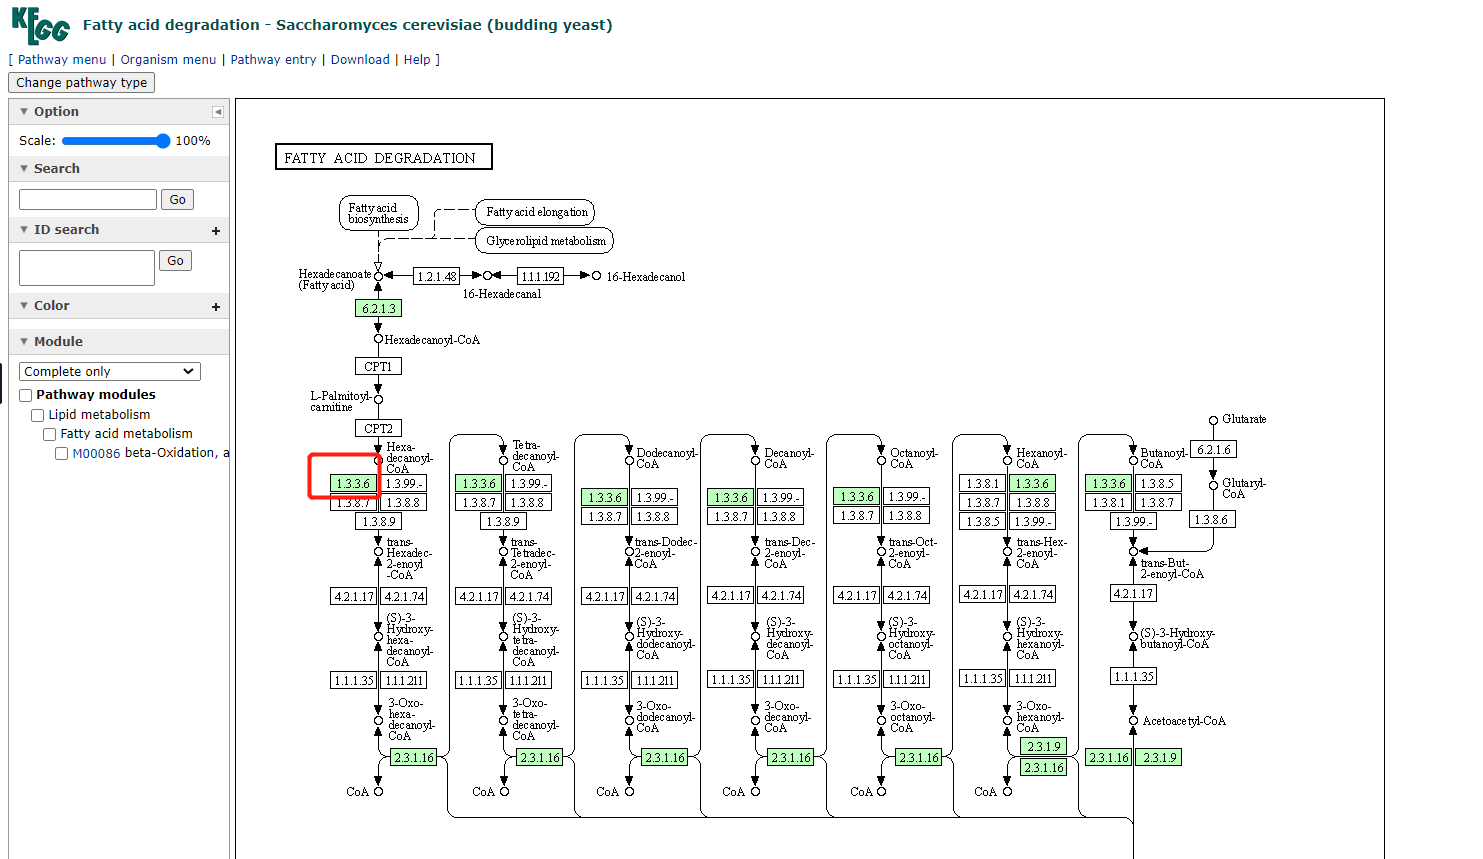 KEGG
Fatty acid degradation - Saccharomyces cerevisiae (budding yeast)
[ Pathway menu | Organism menu | Pathway entry | Download | Help ]
Change pathway type
Option
Scale: 100%
Search
Go
ID search +
Go
Color +
Module
Complete only
Pathway modules
Lipid metabolism
Fatty acid metabolism
M00086 beta-Oxidation, a
FATTY ACID DEGRADATION
Fatty acid
biosynthesis
Fatty acid elongation
Glycerolipid metabolism
Hexadecanoate
(Fatty acid)
1.2.1.48
1.1.1.192
16-Hexadecanol
16-Hexadecanal
6.2.1.3
Hexadecanoyl-CoA
CPT1
L-Palmitoyl-
carnitine
CPT2
Glutarate
6.2.1.6
Glutaryl-
CoA
1.3.8.6
Hexa-
decanoyl-
CoA
Tetra-
decanoyl-
CoA
Dodecanoyl-
CoA
Decanoyl-
CoA
Octanoyl-
CoA
Hexanoyl-
CoA
Butanoyl-
CoA
1.3.3.6 1.3.99.-
1.3.8.7 1.3.8.8
1.3.8.9
1.3.3.6 1.3.99.-
1.3.8.7 1.3.8.8
1.3.8.9
1.3.3.6 1.3.99.-
1.3.8.7 1.3.8.8
1.3.3.6 1.3.99.-
1.3.8.7 1.3.8.8
1.3.3.6 1.3.99.-
1.3.8.7 1.3.8.8
1.3.8.1 1.3.3.6
1.3.8.7 1.3.8.8
1.3.8.5 1.3.99.-
1.3.3.6 1.3.8.5
1.3.8.1 1.3.8.7
1.3.99.-
trans-
Hexadec-
2-enoyl
-CoA
trans-
Tetradec-
2-enoyl-
CoA
trans-Dodec-
2-enoyl-
CoA
trans-Dec-
2-enoyl-
CoA
trans-Oct-
2-enoyl-
CoA
trans-Hex-
2-enoyl-
CoA
trans-But-
2-enoyl-CoA
4.2.1.17 4.2.1.74
4.2.1.17 4.2.1.74
4.2.1.17 4.2.1.74
4.2.1.17 4.2.1.74
4.2.1.17 4.2.1.74
4.2.1.17 4.2.1.74
4.2.1.17
(S)-3-
Hydroxy-
hexa-
decanoyl-
CoA
(S)-3-
Hydroxy-
tetra-
decanoyl-
CoA
(S)-3-
Hydroxy-
dodecanoyl-
CoA
(S)-3-
Hydroxy-
decanoyl-
CoA
(S)-3-
Hydroxy-
octanoyl-
CoA
(S)-3-
Hydroxy-
hexanoyl-
CoA
(S)-3-Hydroxy-
butanoyl-CoA
1.1.1.35 1.1.1.211
1.1.1.35 1.1.1.211
1.1.1.35 1.1.1.211
1.1.1.35 1.1.1.211
1.1.1.35 1.1.1.211
1.1.1.35 1.1.1.211
1.1.1.35
3-Oxo-
hexa-
decanoyl-
CoA
3-Oxo-
tetra-
decanoyl-
CoA
3-Oxo-
dodecanoyl-
CoA
3-Oxo-
decanoyl-
CoA
3-Oxo-
octanoyl-
CoA
3-Oxo-
hexanoyl-
CoA
Acetoacetyl-CoA
2.3.1.16
2.3.1.16
2.3.1.16
2.3.1.16
2.3.1.16
2.3.1.9
2.3.1.16
2.3.1.16 2.3.1.9
CoA
CoA
CoA
CoA
CoA
CoA